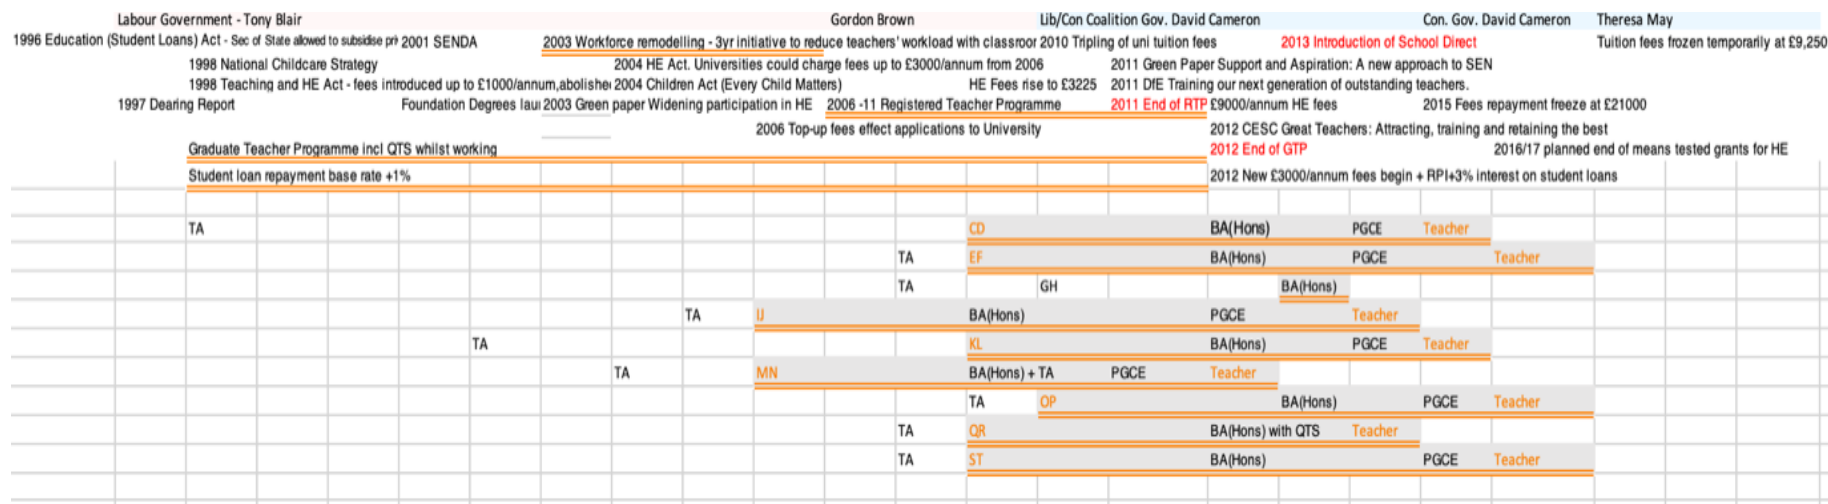 Labour Government - Tony Blair Gordon Brown Lib/Con Coalition Gov. David Cameron Con. Gov. David Cameron Theresa May
1996 Education (Student Loans) Act - Sec of State allowed to subsidise pri 2001 SENDA 2003 Workforce remodelling - 3yr initiative to reduce teachers' workload with classroor 2010 Tripling of uni tuition fees 2013 Introduction of School Direct Tuition fees frozen temporarily at £9,250
1998 National Childcare Strategy 2004 HE Act. Universities could charge fees up to £3000/annum from 2006 2011 Green Paper Support and Aspiration: A new approach to SEN
1998 Teaching and HE Act - fees introduced up to £1000/annum,abolishe 2004 Children Act (Every Child Matters) HE Fees rise to £3225 2011 DfE Training our next generation of outstanding teachers.
1997 Dearing Report Foundation Degrees lau 2003 Green paper Widening participation in HE 2006 -11 Registered Teacher Programme 2011 End of RTP £9000/annum HE fees 2015 Fees repayment freeze at £21000
2006 Top-up fees effect applications to University 2012 CESC Great Teachers: Attracting, training and retaining the best
Graduate Teacher Programme incl QTS whilst working 2012 End of GTP 2016/17 planned end of means tested grants for HE
Student loan repayment base rate +1% 2012 New £3000/annum fees begin + RPI+3% interest on student loans
TA CD BA(Hons) PGCE Teacher
TA EF BA(Hons) PGCE Teacher
TA GH BA(Hons)
TA IJ BA(Hons) PGCE Teacher
TA KL BA(Hons) PGCE Teacher
TA MN BA(Hons) + TA PGCE Teacher
TA OP BA(Hons) PGCE Teacher
TA QR BA(Hons) with QTS Teacher
TA ST BA(Hons) PGCE Teacher